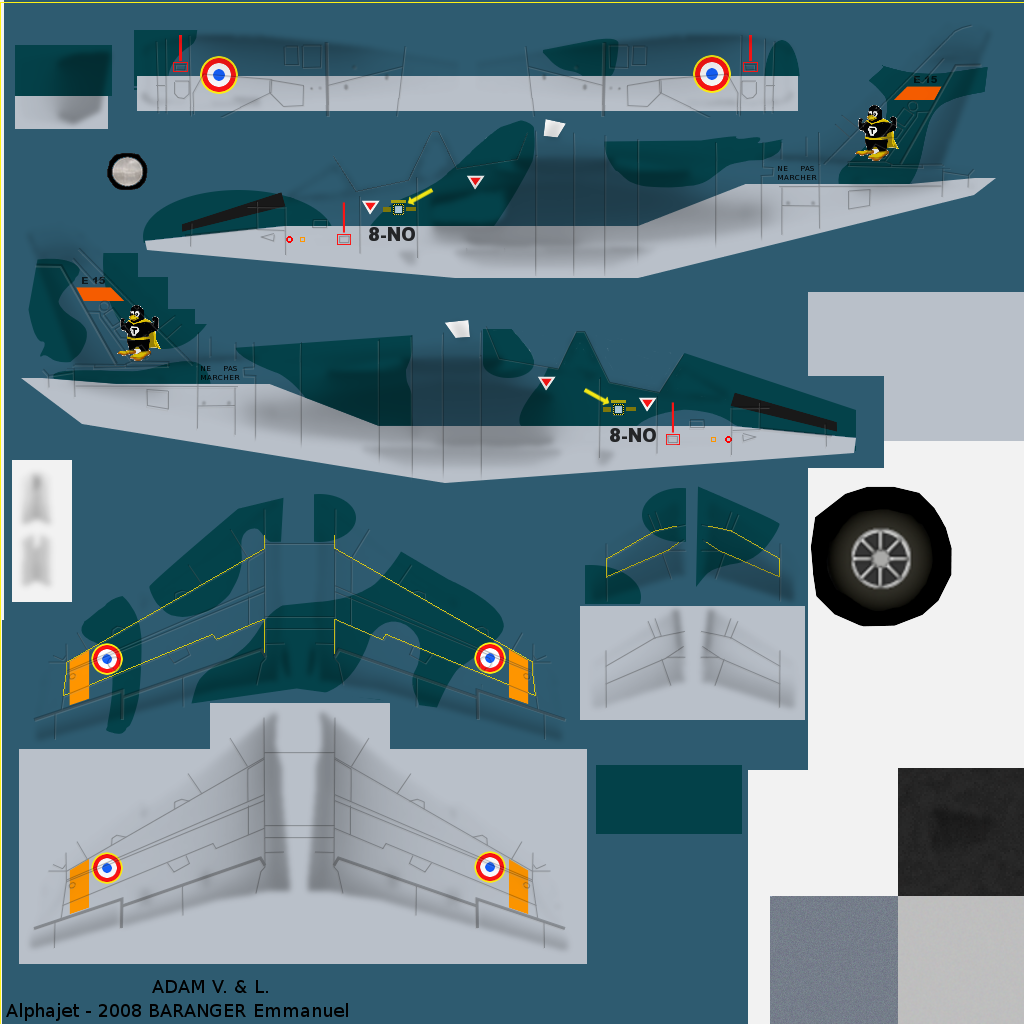 E 15
NE PAS
MARCHER
8-NO
E 15
T
NE PAS
MARCHER
8-NO
ADAM V. & L.
Alphajet - 2008 BARANGER Emmanuel